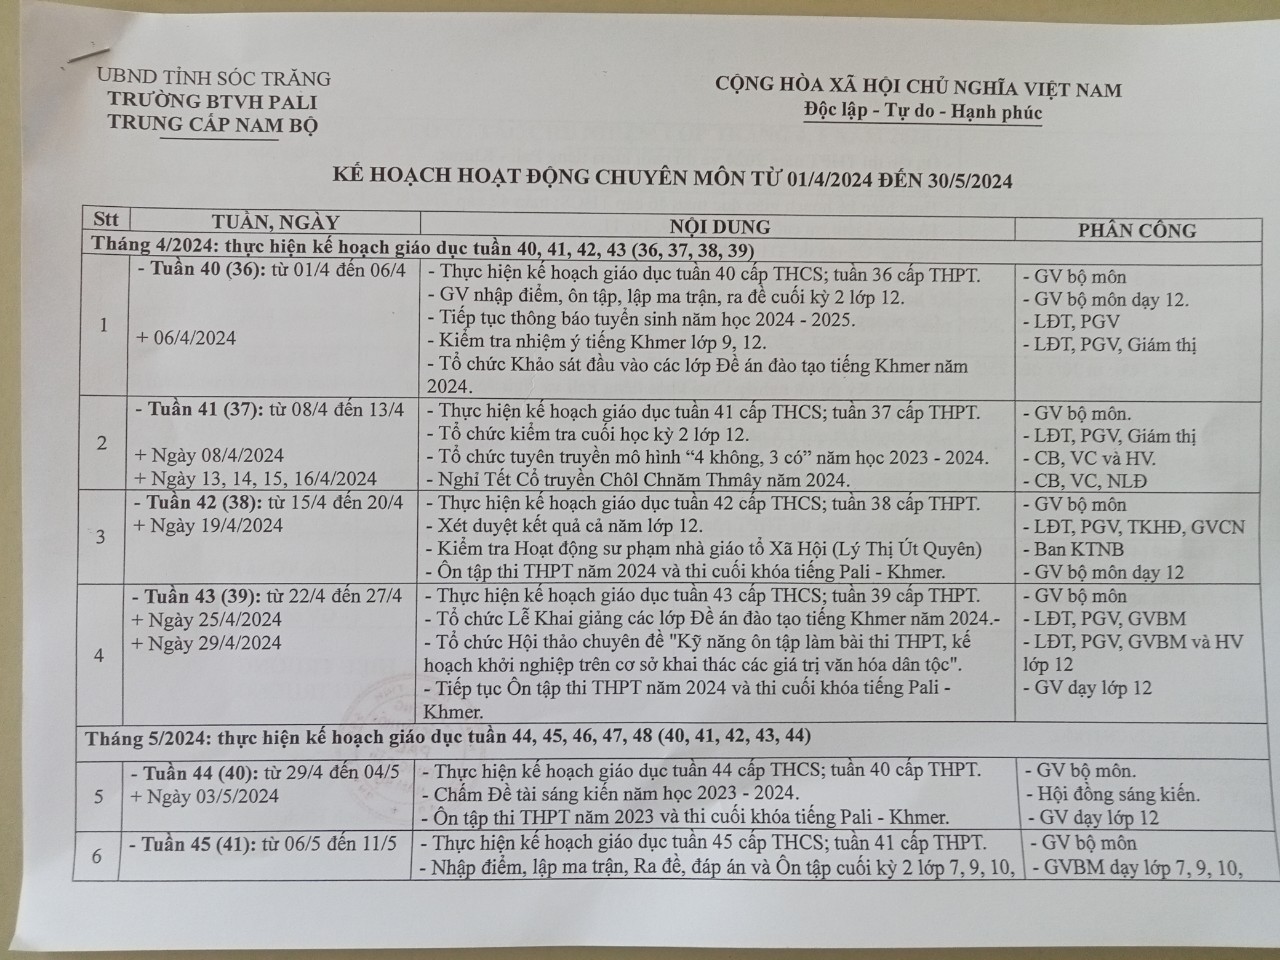 UBND TỈNH SÓC TRĂNG
TRƯỜNG BTVH PALI
TRUNG CẤP NAM BỘ
CỘNG HÒA XÃ HỘI CHỦ NGHĨA VIỆT NAM
Độc lập - Tự do - Hạnh phúc
KẾ HOẠCH HOẠT ĐỘNG CHUYÊN MÔN TỪ 01/4/2024 ĐẾN 30/5/2024
Stt TUẦN, NGÀY NỘI DUNG PHÂN CÔNG
Tháng 4/2024: thực hiện kế hoạch giáo dục tuần 40, 41, 42, 43 (36, 37, 38, 39)
1
- Tuần 40 (36): từ 01/4 đến 06/4
+ 06/4/2024
- Thực hiện kế hoạch giáo dục tuần 40 cấp THCS; tuần 36 cấp THPT.
- GV nhập điểm, ôn tập, lập ma trận, ra đề cuối kỳ 2 lớp 12.
- Tiếp tục thông báo tuyển sinh năm học 2024 - 2025.
- Kiểm tra nhiệm ý tiếng Khmer lớp 9, 12.
- Tổ chức Khảo sát đầu vào các lớp Đề án đào tạo tiếng Khmer năm
2024.
- GV bộ môn
- GV bộ môn dạy 12.
- LĐT, PGV
- LĐT, PGV, Giám thị
2
- Tuần 41 (37): từ 08/4 đến 13/4
+ Ngày 08/4/2024
+ Ngày 13, 14, 15, 16/4/2024
- Thực hiện kế hoạch giáo dục tuần 41 cấp THCS; tuần 37 cấp THPT.
- Tổ chức kiểm tra cuối học kỳ 2 lớp 12.
- Tổ chức tuyên truyền mô hình “4 không, 3 có” năm học 2023 - 2024.
- Nghỉ Tết Cổ truyền Chôl Chnăm Thmây năm 2024.
- GV bộ môn.
- LĐT, PGV, Giám thị
- CB, VC và HV.
- CB, VC, NLĐ
3
- Tuần 42 (38): từ 15/4 đến 20/4
+ Ngày 19/4/2024
- Thực hiện kế hoạch giáo dục tuần 42 cấp THCS; tuần 38 cấp THPT.
- Xét duyệt kết quả cả năm lớp 12.
- Kiểm tra Hoạt động sư phạm nhà giáo tổ Xã Hội (Lý Thị Út Quyên)
- Ôn tập thi THPT năm 2024 và thi cuối khóa tiếng Pali - Khmer.
- GV bộ môn
- LĐT, PGV, TKHĐ, GVCN
- Ban KTNB
- GV bộ môn dạy 12
4
- Tuần 43 (39): từ 22/4 đến 27/4
+ Ngày 25/4/2024
+ Ngày 29/4/2024
- Thực hiện kế hoạch giáo dục tuần 43 cấp THCS; tuần 39 cấp THPT.
- Tổ chức Lễ Khai giảng các lớp Đề án đào tạo tiếng Khmer năm 2024.-
- Tổ chức Hội thảo chuyên đề "Kỹ năng ôn tập làm bài thi THPT, kế
hoạch khởi nghiệp trên cơ sở khai thác các giá trị văn hóa dân tộc".
- Tiếp tục Ôn tập thi THPT năm 2024 và thi cuối khóa tiếng Pali -
Khmer.
- GV bộ môn
- LĐT, PGV, GVBM
- LĐT, PGV, GVBM và HV
lớp 12
- GV dạy lớp 12
Tháng 5/2024: thực hiện kế hoạch giáo dục tuần 44, 45, 46, 47, 48 (40, 41, 42, 43, 44)
5
- Tuần 44 (40): từ 29/4 đến 04/5
+ Ngày 03/5/2024
- Thực hiện kế hoạch giáo dục tuần 44 cấp THCS; tuần 40 cấp THPT.
- Chấm Đề tài sáng kiến năm học 2023 - 2024.
- Ôn tập thi THPT năm 2023 và thi cuối khóa tiếng Pali - Khmer.
- GV bộ môn.
- Hội đồng sáng kiến.
- GV dạy lớp 12
6
- Tuần 45 (41): từ 06/5 đến 11/5
- Thực hiện kế hoạch giáo dục tuần 45 cấp THCS; tuần 41 cấp THPT.
- Nhập điểm, lập ma trận, Ra đề, đáp án và Ôn tập cuối kỳ 2 lớp 7, 9, 10,
- GV bộ môn
- GVBM dạy lớp 7, 9, 10,